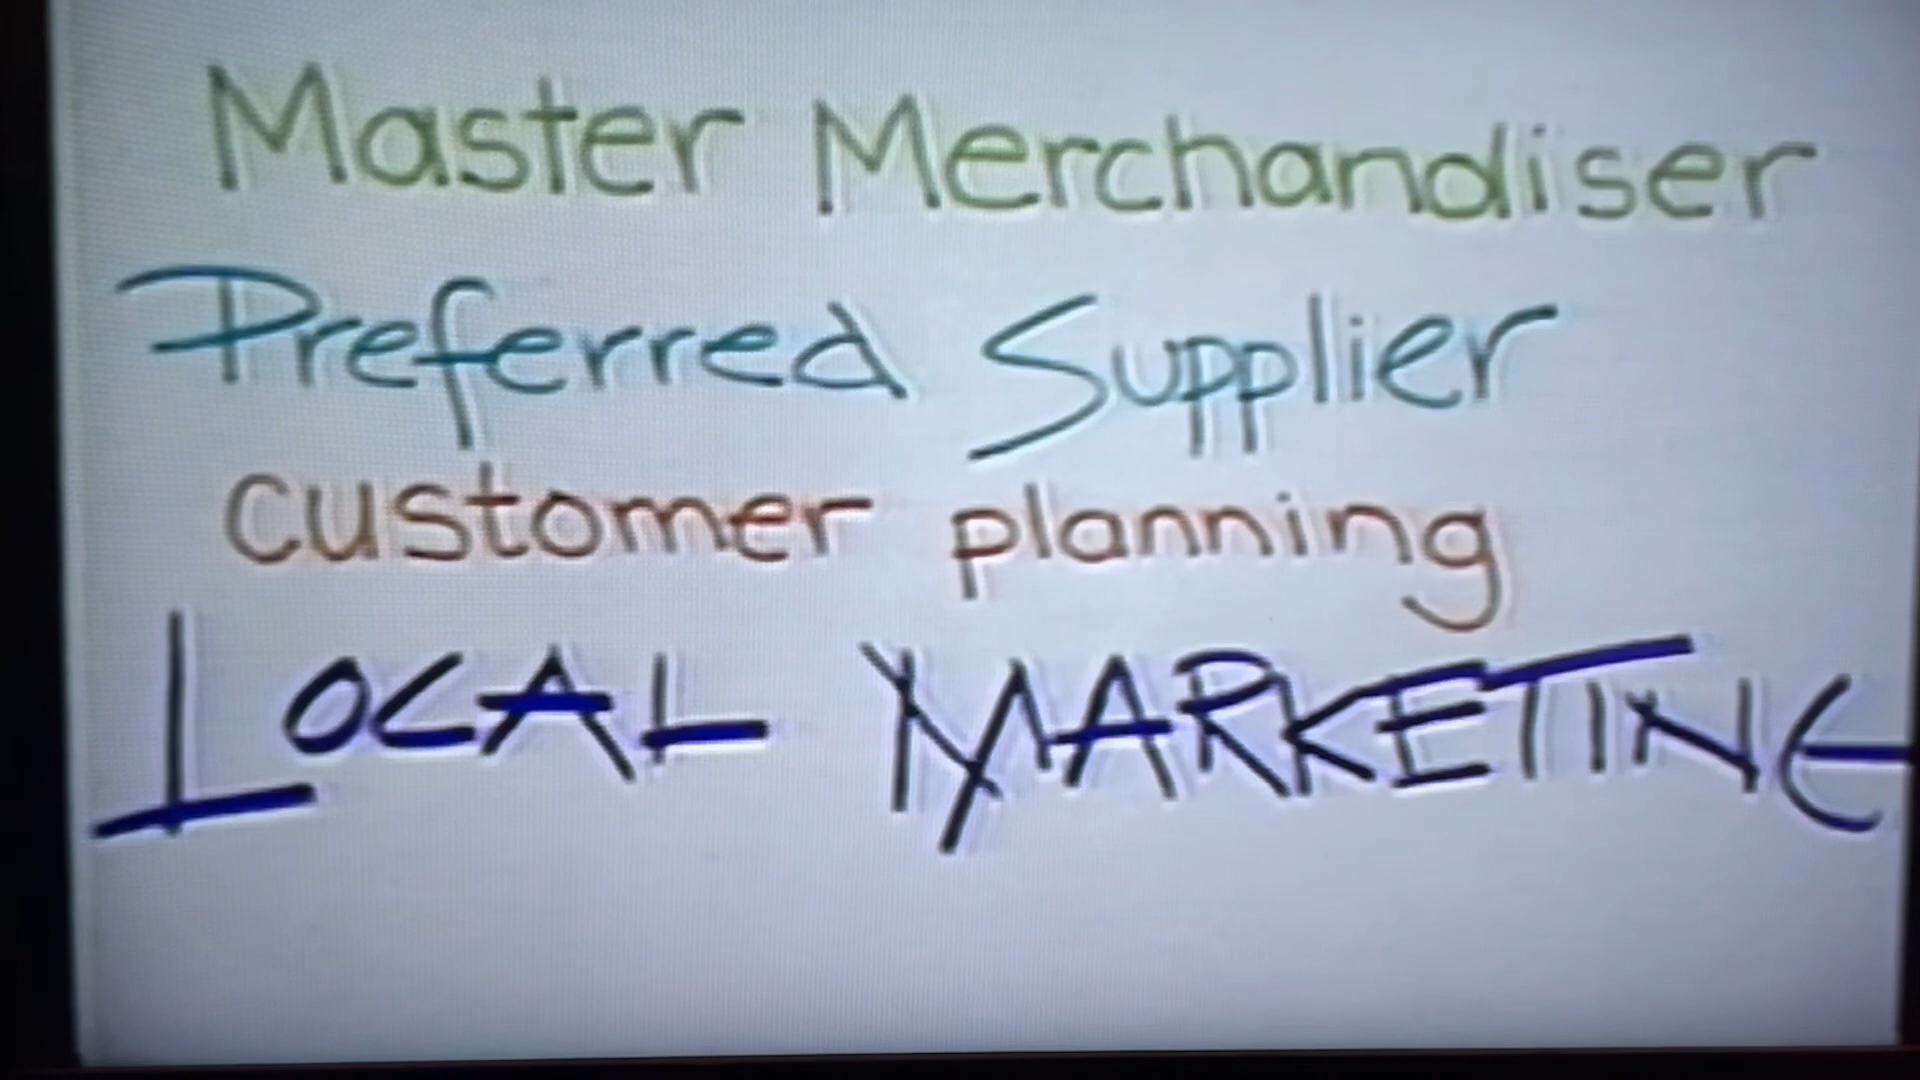 Master Merchandiser
Preferred Supplier
customer planning
LOCAL MARKETING